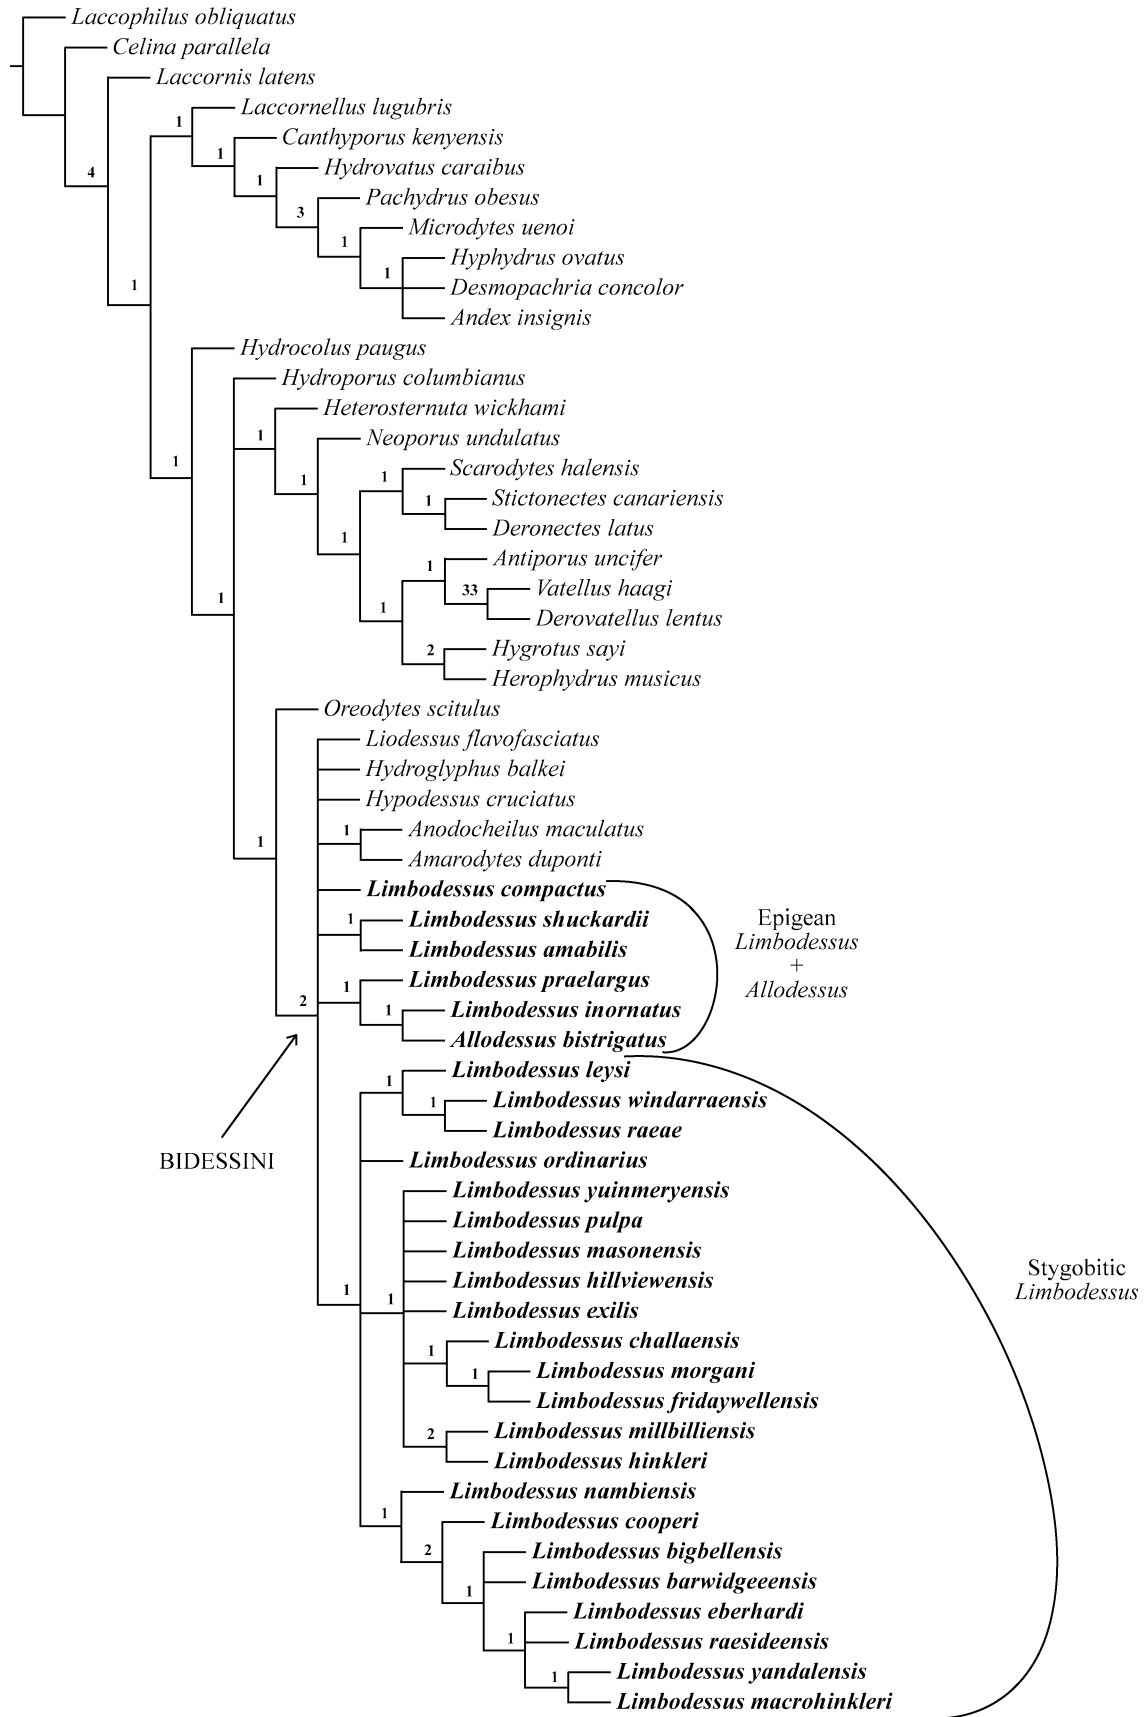 Laccophilus obliquatus
Celina parallela
Laccornis latens
Laccornellus lugubris
1
Canthyporus kenyensis
1
Hydrovatus caraibus
4
1
Pachydrus obesus
3
Microdytes uenoi
1
Hyphydrus ovatus
1
Desmopachria concolor
1
Andex insignis
Hydrocolus paugus
Hydroporus columbianus
Heterosternuta wickhami
1
Neoporus undulatus
1
Scarodytes halensis
1
1
Stictonectes canariensis
1
Deronectes latus
1
Antiporus uncifer
1
Vatellus haagi
33
1
1
Derovatellus lentus
Hygrotus sayi
2
Herophydrus musicus
Oreodytes scitulus
Liodessus flavofasciatus
Hydroglyphus balkei
Hypodessus cruciatus
1
Anodocheilus maculatus
1
Amarodytes duponti
Limbodessus compactus
1
Limbodessus shuckardii
Limbodessus amabilis
Epigean
Limbodessus
+
Allodessus
1
Limbodessus praelargus
2
1
Limbodessus inornatus
Allodessus bistrigatus
1
Limbodessus leysi
1
Limbodessus windarraensis
Limbodessus raeae
BIDESSINI
Limbodessus ordinarius
Limbodessus yuinmeryensis
Limbodessus pulpa
Limbodessus masonensis
Limbodessus hillviewensis
Stygobitic
Limbodessus
1
1
Limbodessus exilis
1
Limbodessus challaensis
1
Limbodessus morgani
Limbodessus fridaywellensis
2
Limbodessus millbilliensis
Limbodessus hinkleri
Limbodessus nambiensis
1
Limbodessus cooperi
2
Limbodessus bigbellensis
1
Limbodessus barwidgeeensis
Limbodessus eberhardi
1
Limbodessus raesideensis
1
Limbodessus yandalensis
Limbodessus macrohinkleri